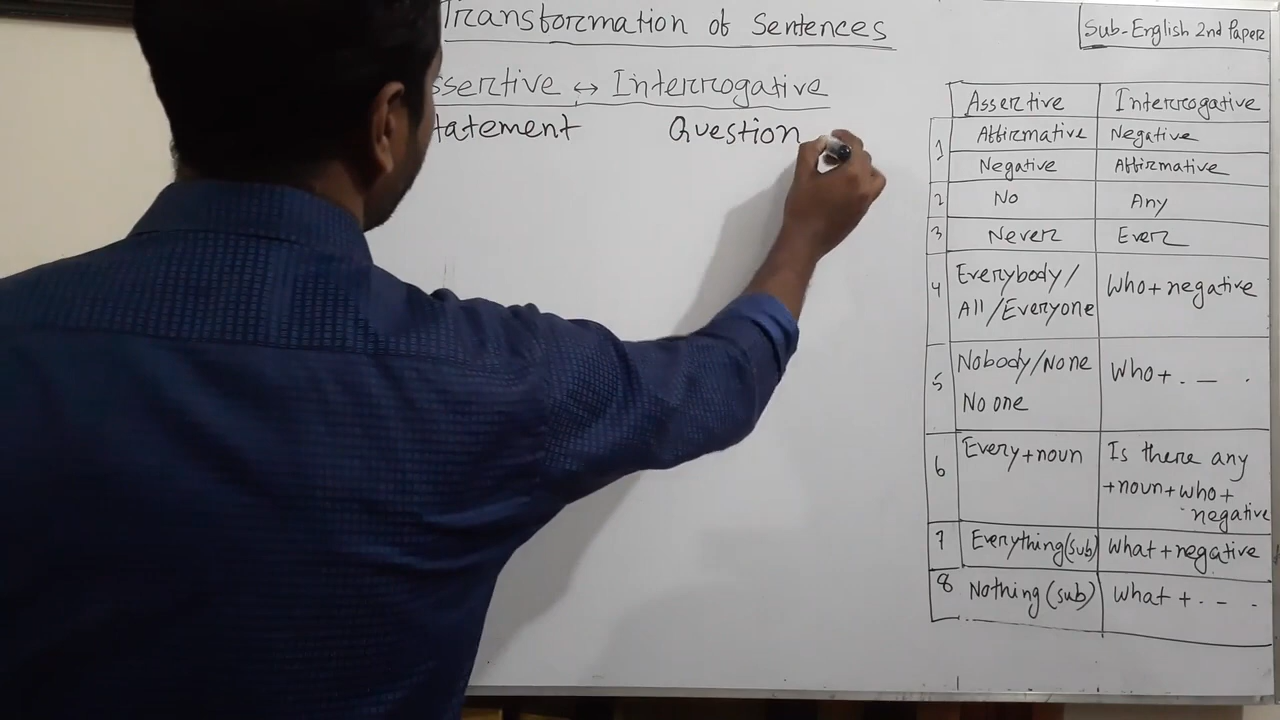 Transformation of Sentences
Sub-English 2nd Paper
ssertive ↔ Interrogative
tatement Question
Assertive Interrogative
1 Affirmative Negative
Negative Affirmative
2 No Any
3 Never Ever
4 Everybody/ Who + negative
All/Everyone
5 Nobody/None Who + . — .
No one
6 Every + noun Is there any
+ noun + who +
negative
7 Everything (sub) What + negative
8 Nothing (sub) What + . - .